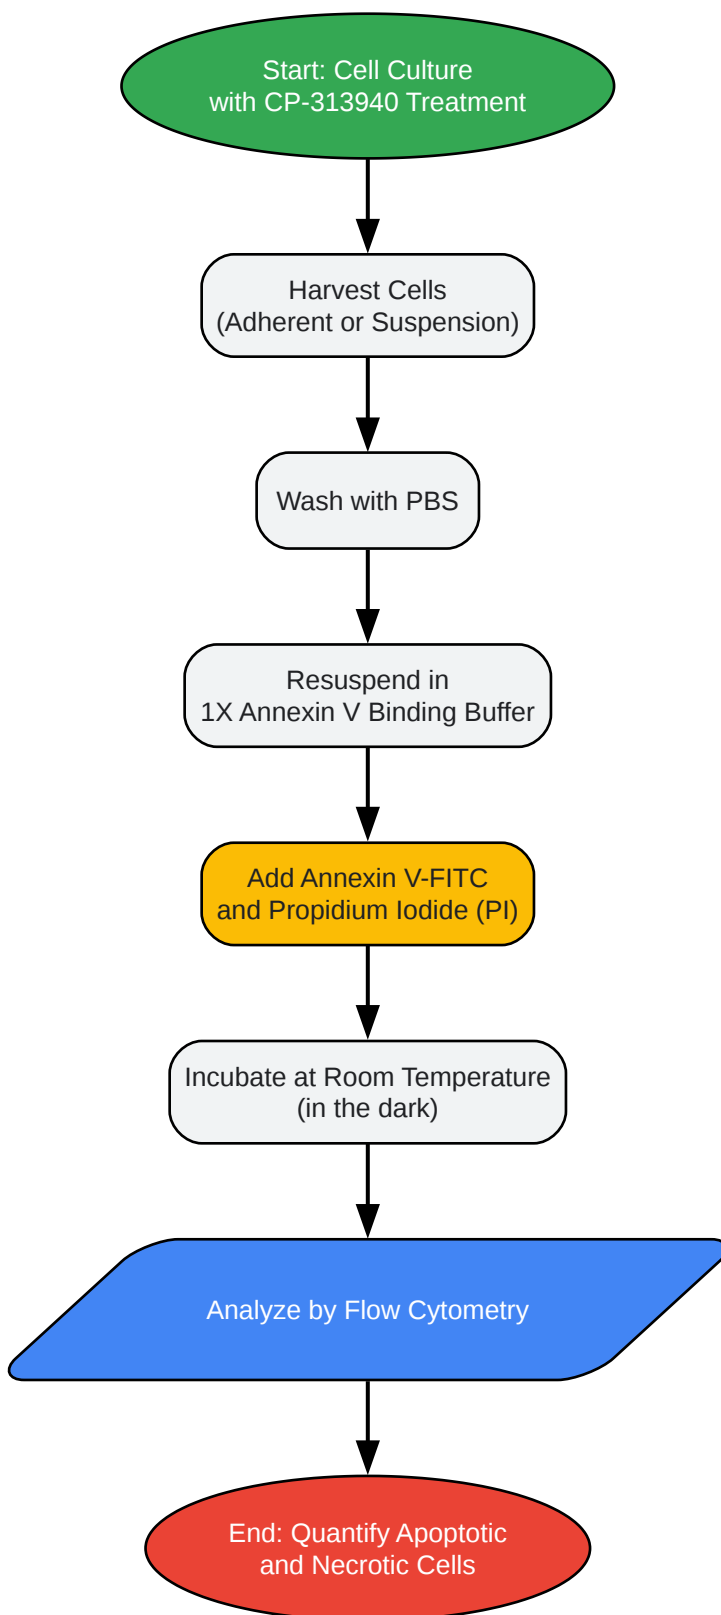 Start: Cell Culture
with CP-313940 Treatment
Harvest Cells
(Adherent or Suspension)
Wash with PBS
Resuspend in
1X Annexin V Binding Buffer
Add Annexin V-FITC
and Propidium Iodide (PI)
Incubate at Room Temperature
(in the dark)
Analyze by Flow Cytometry
End: Quantify Apoptotic
and Necrotic Cells